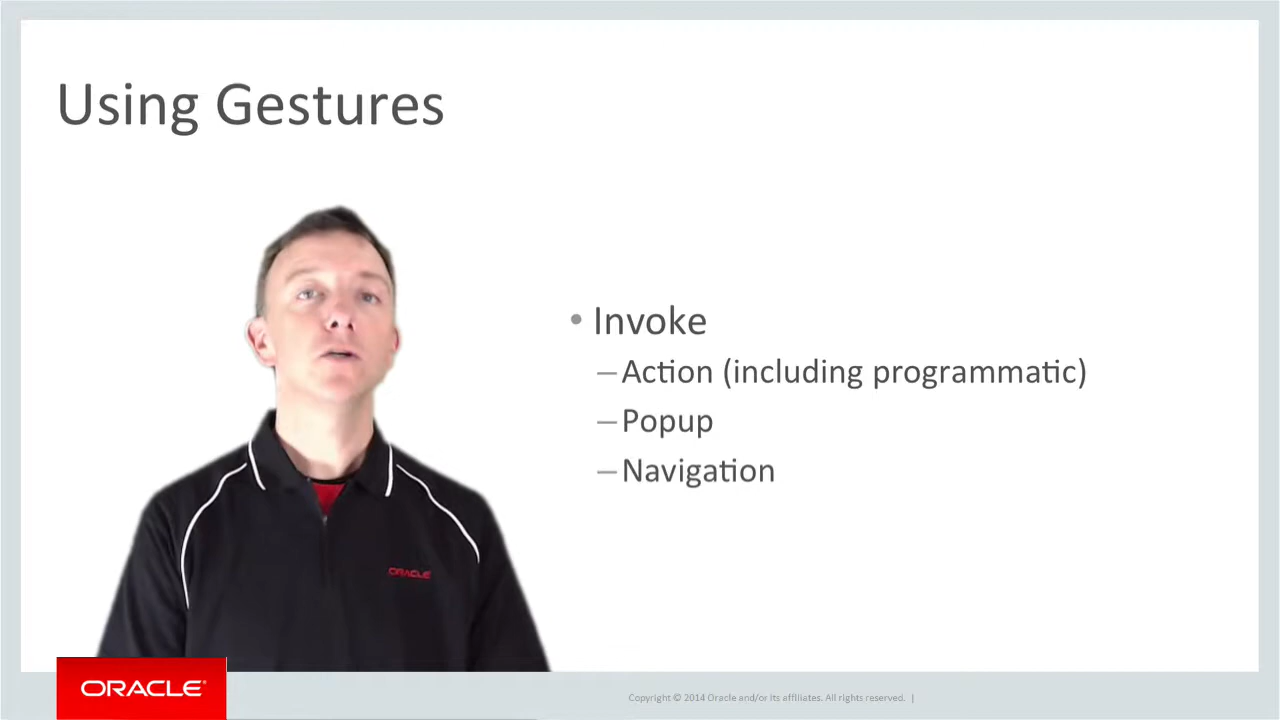 Using Gestures
• Invoke
– Action (including programmatic)
– Popup
– Navigation
ORACLE
ORACLE®
Copyright © 2014 Oracle and/or its affiliates. All rights reserved. |